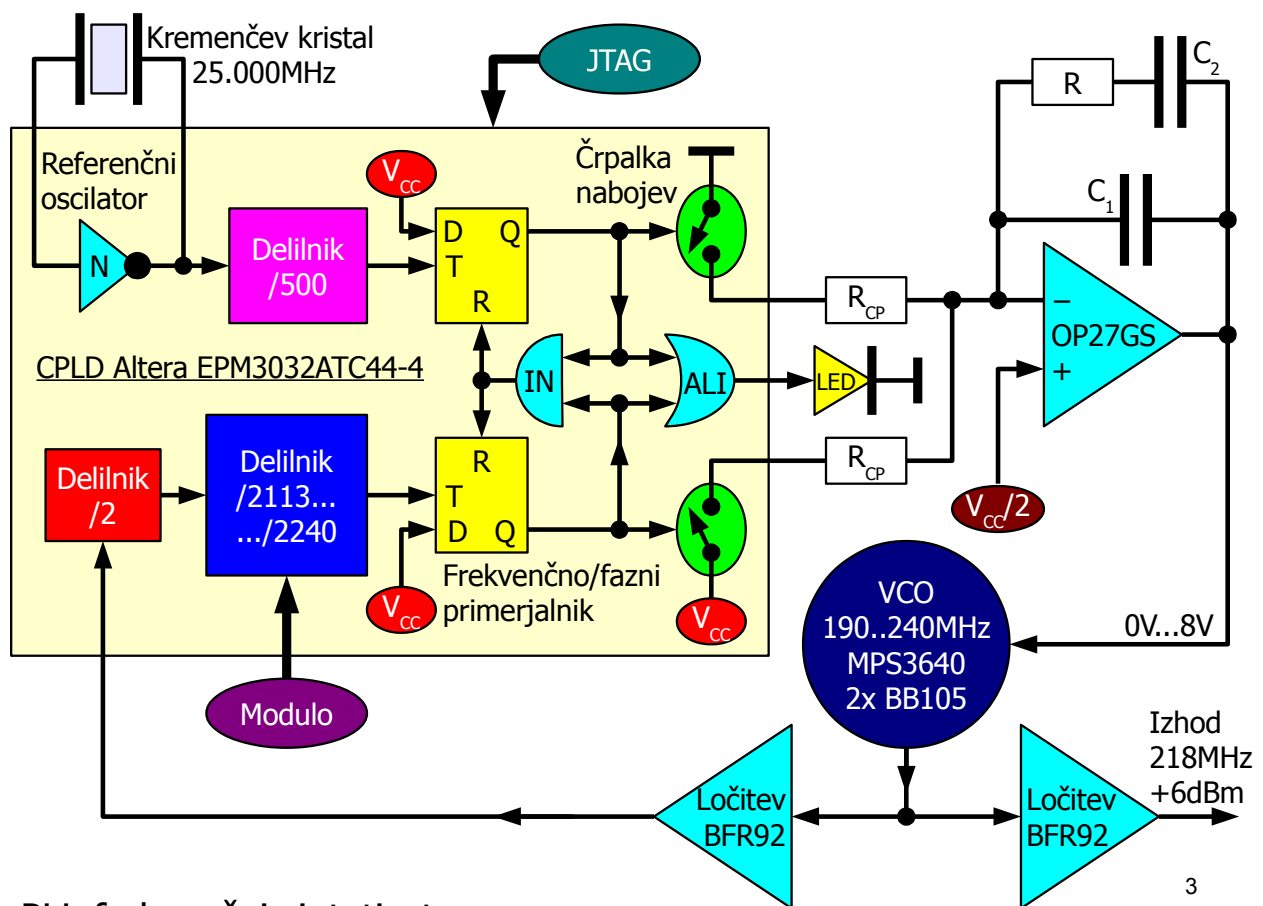 Kremenčev kristal
25.000MHz
JTAG
R
C2
Referenčni
oscilator
VCC
Črpalka
nabojev
C1
N
Delilnik
/500
D Q
T
R
RCP
−
OP27GS
+
CPLD Altera EPM3032ATC44-4
IN
ALI
LED
Delilnik
/2
Delilnik
/2113...
.../2240
R
T
D Q
RCP
VCC/2
VCC
Frekvenčno/fazni
primerjalnik
VCC
VCO
190..240MHz
MPS3640
2x BB105
0V...8V
Modulo
Ločitev
BFR92
Ločitev
BFR92
Izhod
218MHz
+6dBm
3